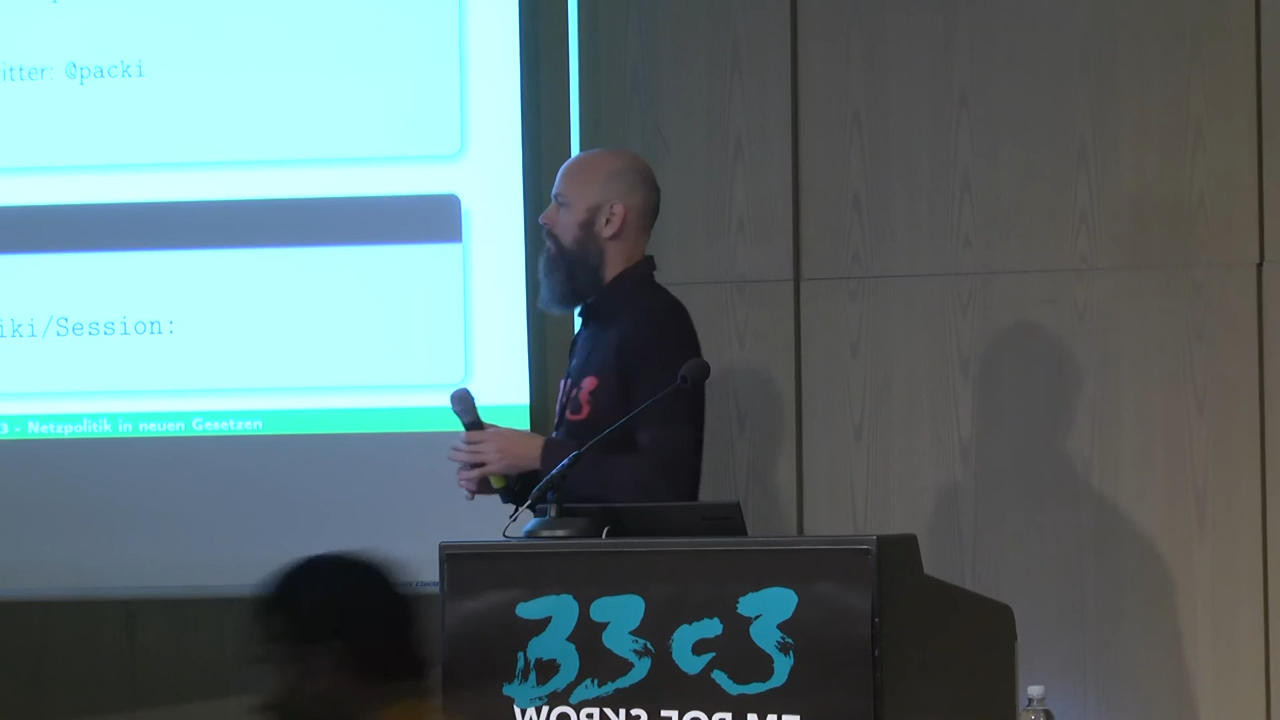 itter: @packi
iki/Session:
3 - Netzpolitik in neuen Gesetzen
33c3